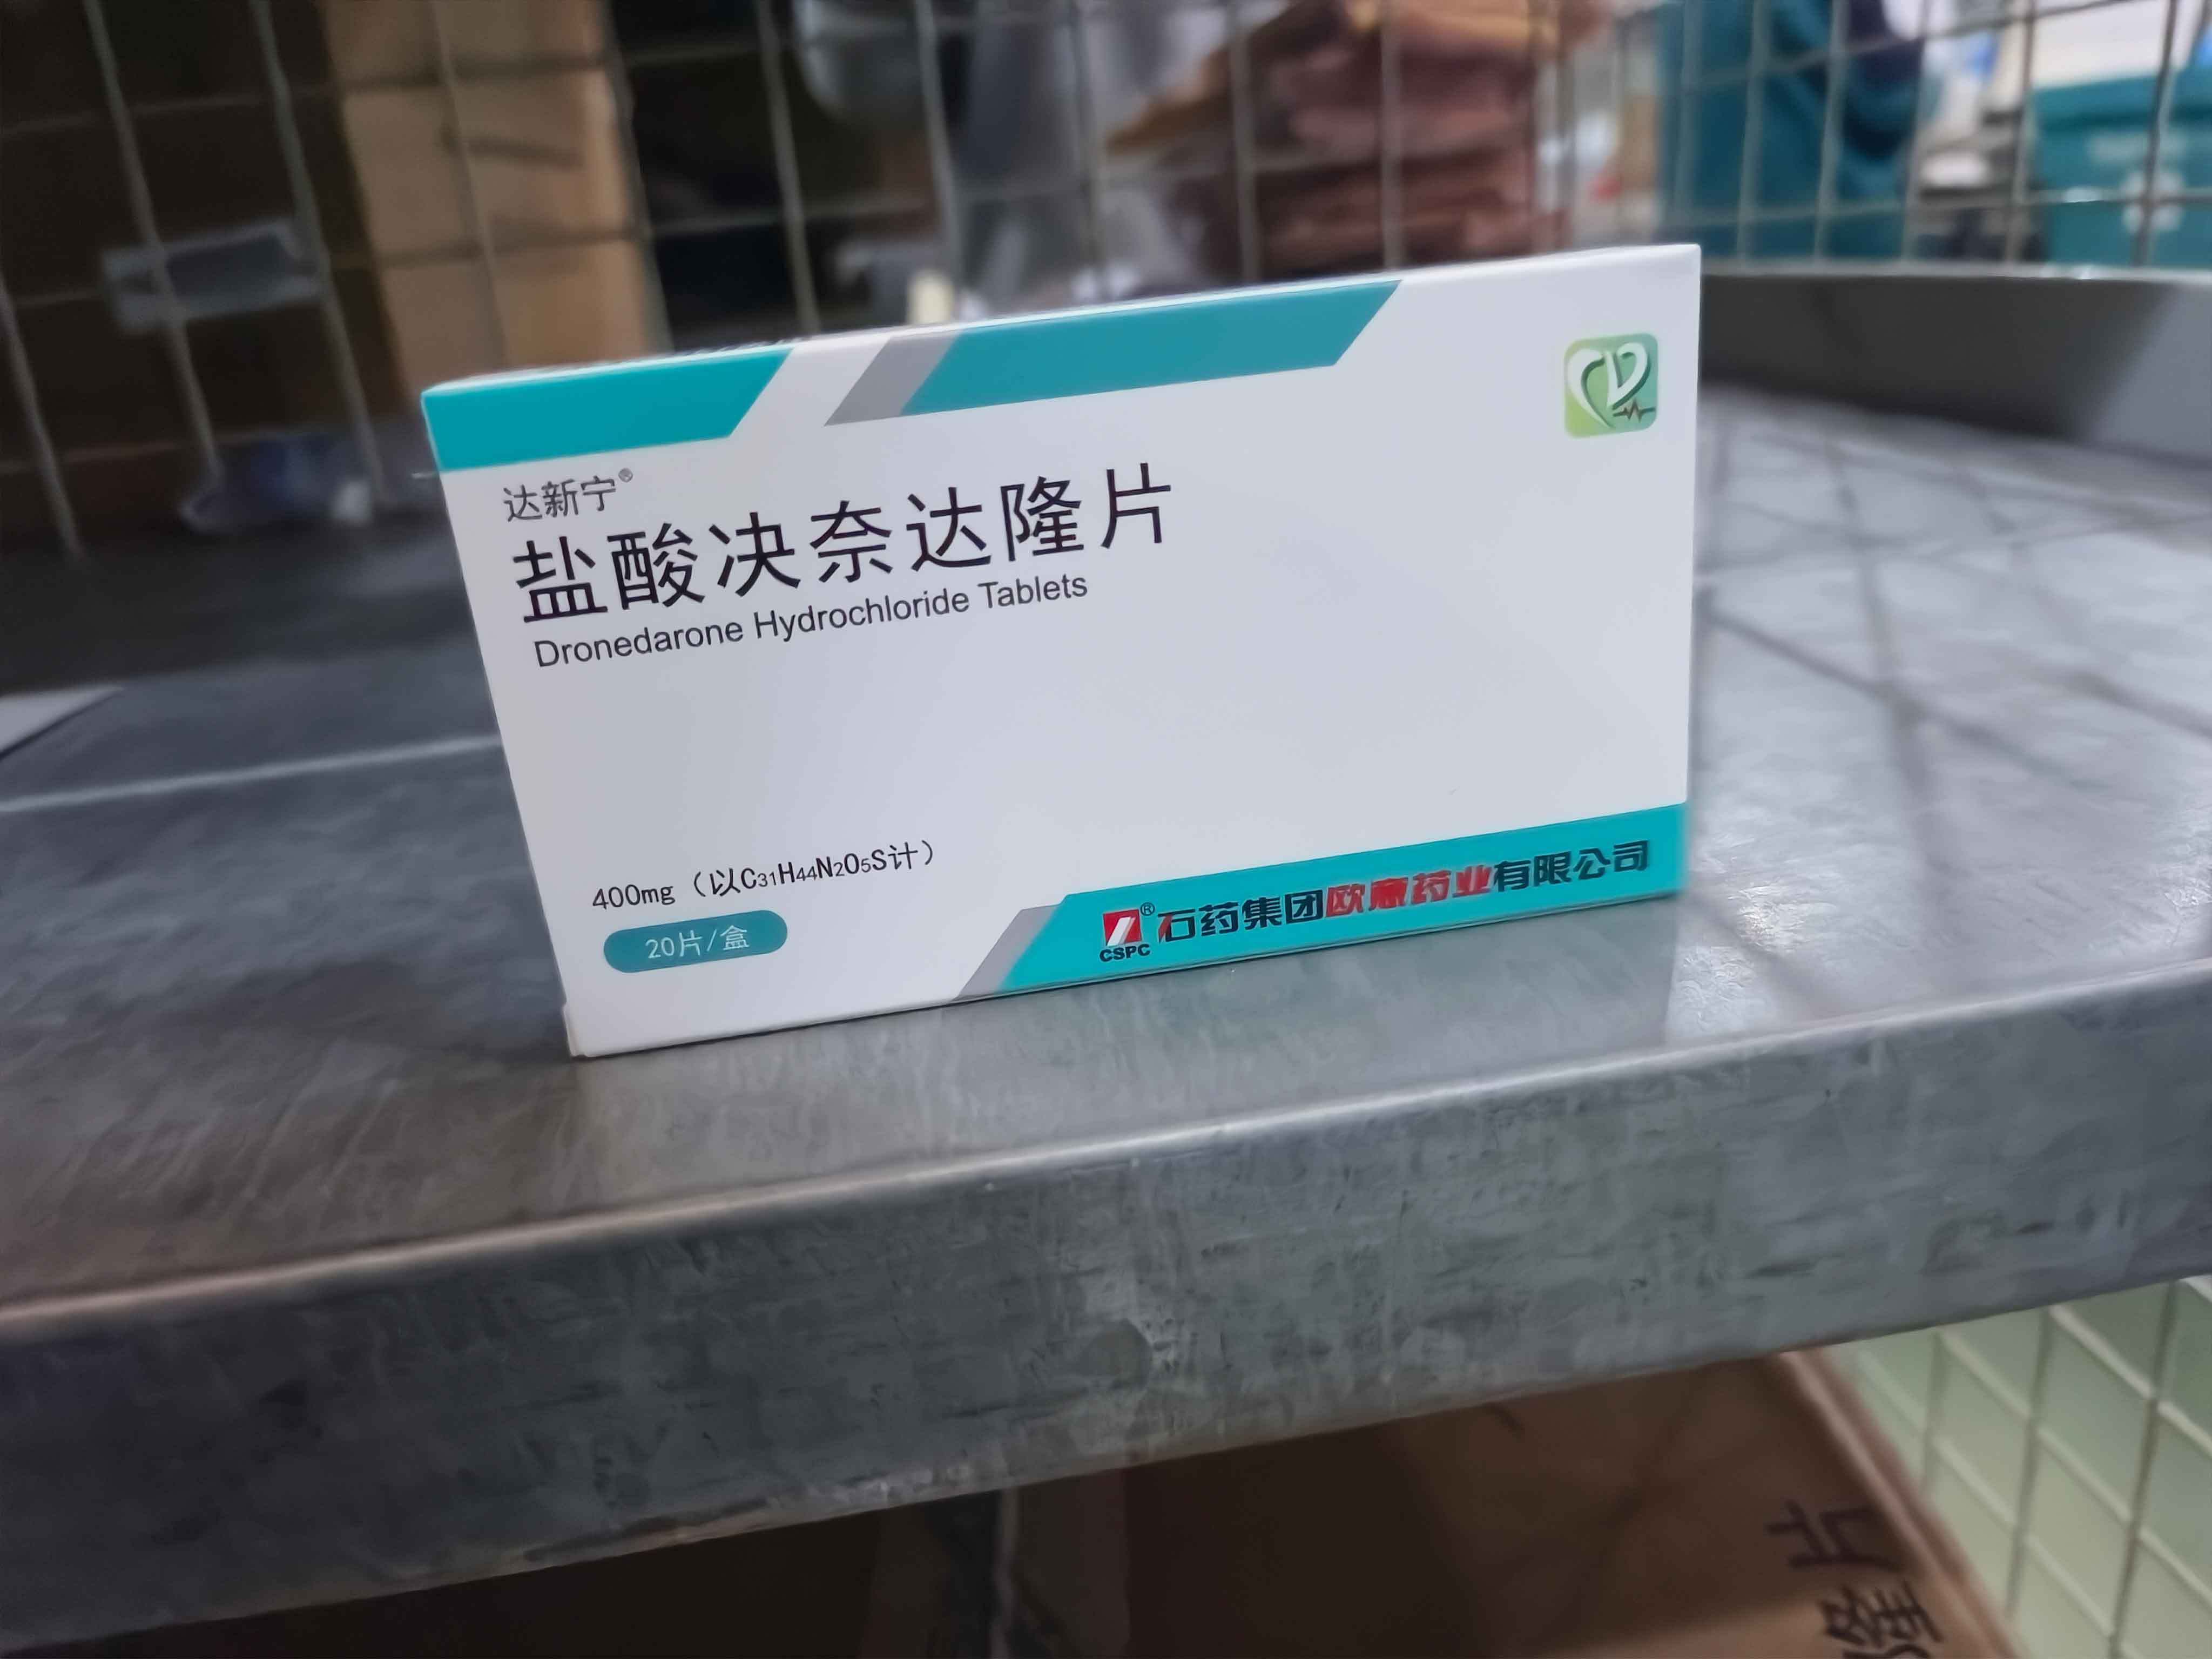 达新宁®
盐酸决奈达隆片
Dronedarone Hydrochloride Tablets
400mg（以C₃₁H₄₄N₂O₅S计）
20片/盒
CSPC® 石药集团欧意药业有限公司
片
隆